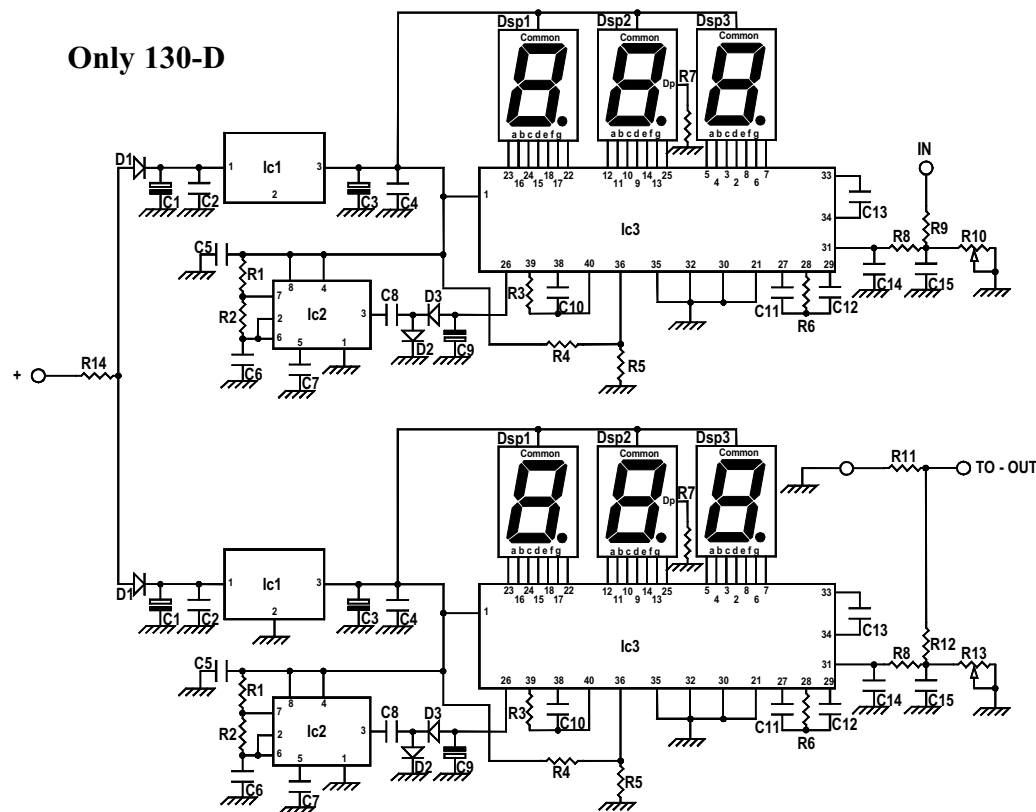 Only 130-D
Dsp1 Dsp2 Dsp3
Common Common Common
R7
Dp
a b c d e f g a b c d e f g a b c d e f g
IN
D1
1 Ic1 3
2
C1 C2 C3 C4
23 16 24 15 18 17 22 12 11 10 9 14 13 25 5 4 3 2 8 6 7
1 Ic3 33
34
31
C13
R9
R8 R10
C14 C15
26 39 38 40 36 35 32 30 21 27 28 29
C5
R1
8 4
7
R2 2 Ic2 3
6
5 1
C8 D3
D2 C9
R3 C10
C11 C12
R6
R4
R5
C6 C7
+ R14
Dsp1 Dsp2 Dsp3
Common Common Common
R7
Dp
a b c d e f g a b c d e f g a b c d e f g
R11 TO - OUT
D1
1 Ic1 3
2
C1 C2 C3 C4
23 16 24 15 18 17 22 12 11 10 9 14 13 25 5 4 3 2 8 6 7
1 Ic3 33
34
31
C13
R12
R8 R13
C14 C15
26 39 38 40 36 35 32 30 21 27 28 29
C5
R1
8 4
7
R2 2 Ic2 3
6
5 1
C8 D3
D2 C9
R3 C10
C11 C12
R6
R4
R5
C6 C7